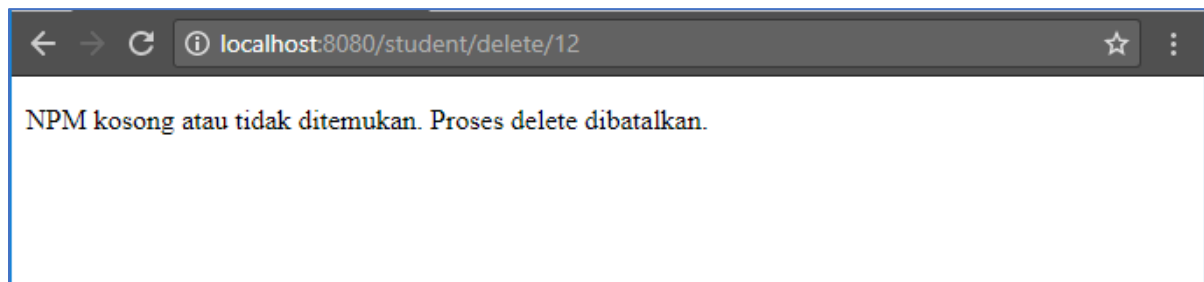 localhost:8080/student/delete/12
NPM kosong atau tidak ditemukan. Proses delete dibatalkan.